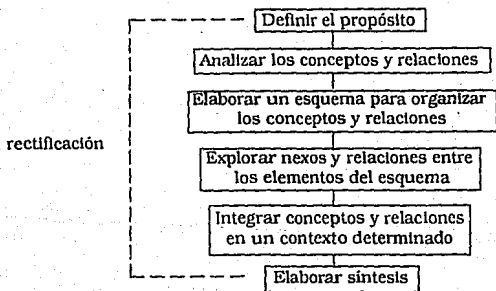 Definir el propósito
Analizar los conceptos y relaciones
Elaborar un esquema para organizar
los conceptos y relaciones
rectificación
Explorar nexos y relaciones entre
los elementos del esquema
Integrar conceptos y relaciones
en un contexto determinado
Elaborar síntesis